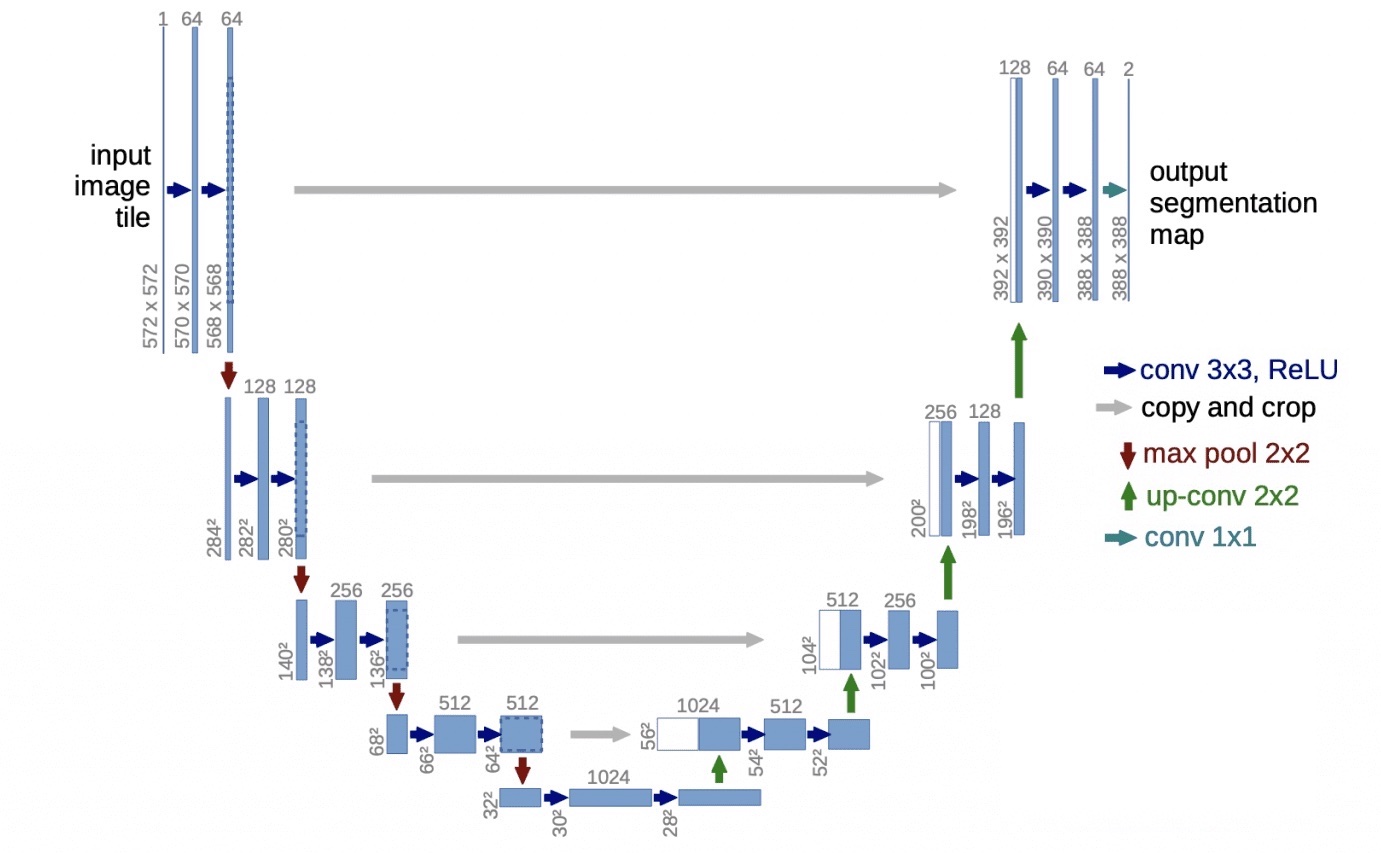 1 64 64
128 64 64 2
input
image
tile
output
segmentation
map
572 x 572
570 x 570
568 x 568
392 x 392
390 x 390
388 x 388
388 x 388
conv 3x3, ReLU
copy and crop
max pool 2x2
up-conv 2x2
conv 1x1
128 128
256 128
284²
282²
280²
200²
198²
196²
256 256
512 256
140²
138²
136²
104²
102²
100²
512 512
1024 512
68²
66²
64²
56²
54²
52²
1024
32²
30²
28²